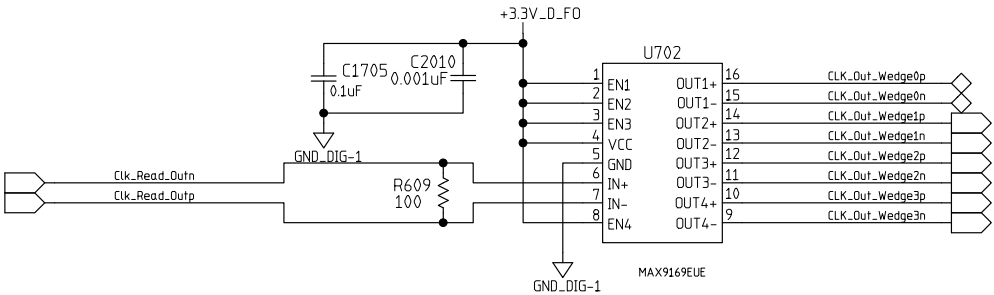 +3.3V_D_FO
U702
C1705
0.1uF
C2010
0.001uF
GND_DIG-1
1 EN1
2 EN2
3 EN3
4 VCC
5 GND
6 IN+
7 IN-
8 EN4
OUT1+ 16 CLK_Out_Wedge0p
OUT1- 15 CLK_Out_Wedge0n
OUT2+ 14 CLK_Out_Wedge1p
OUT2- 13 CLK_Out_Wedge1n
OUT3+ 12 CLK_Out_Wedge2p
OUT3- 11 CLK_Out_Wedge2n
OUT4+ 10 CLK_Out_Wedge3p
OUT4- 9 CLK_Out_Wedge3n
Clk_Read_Outn
Clk_Read_Outp
R609
100
GND_DIG-1
MAX9169EUE